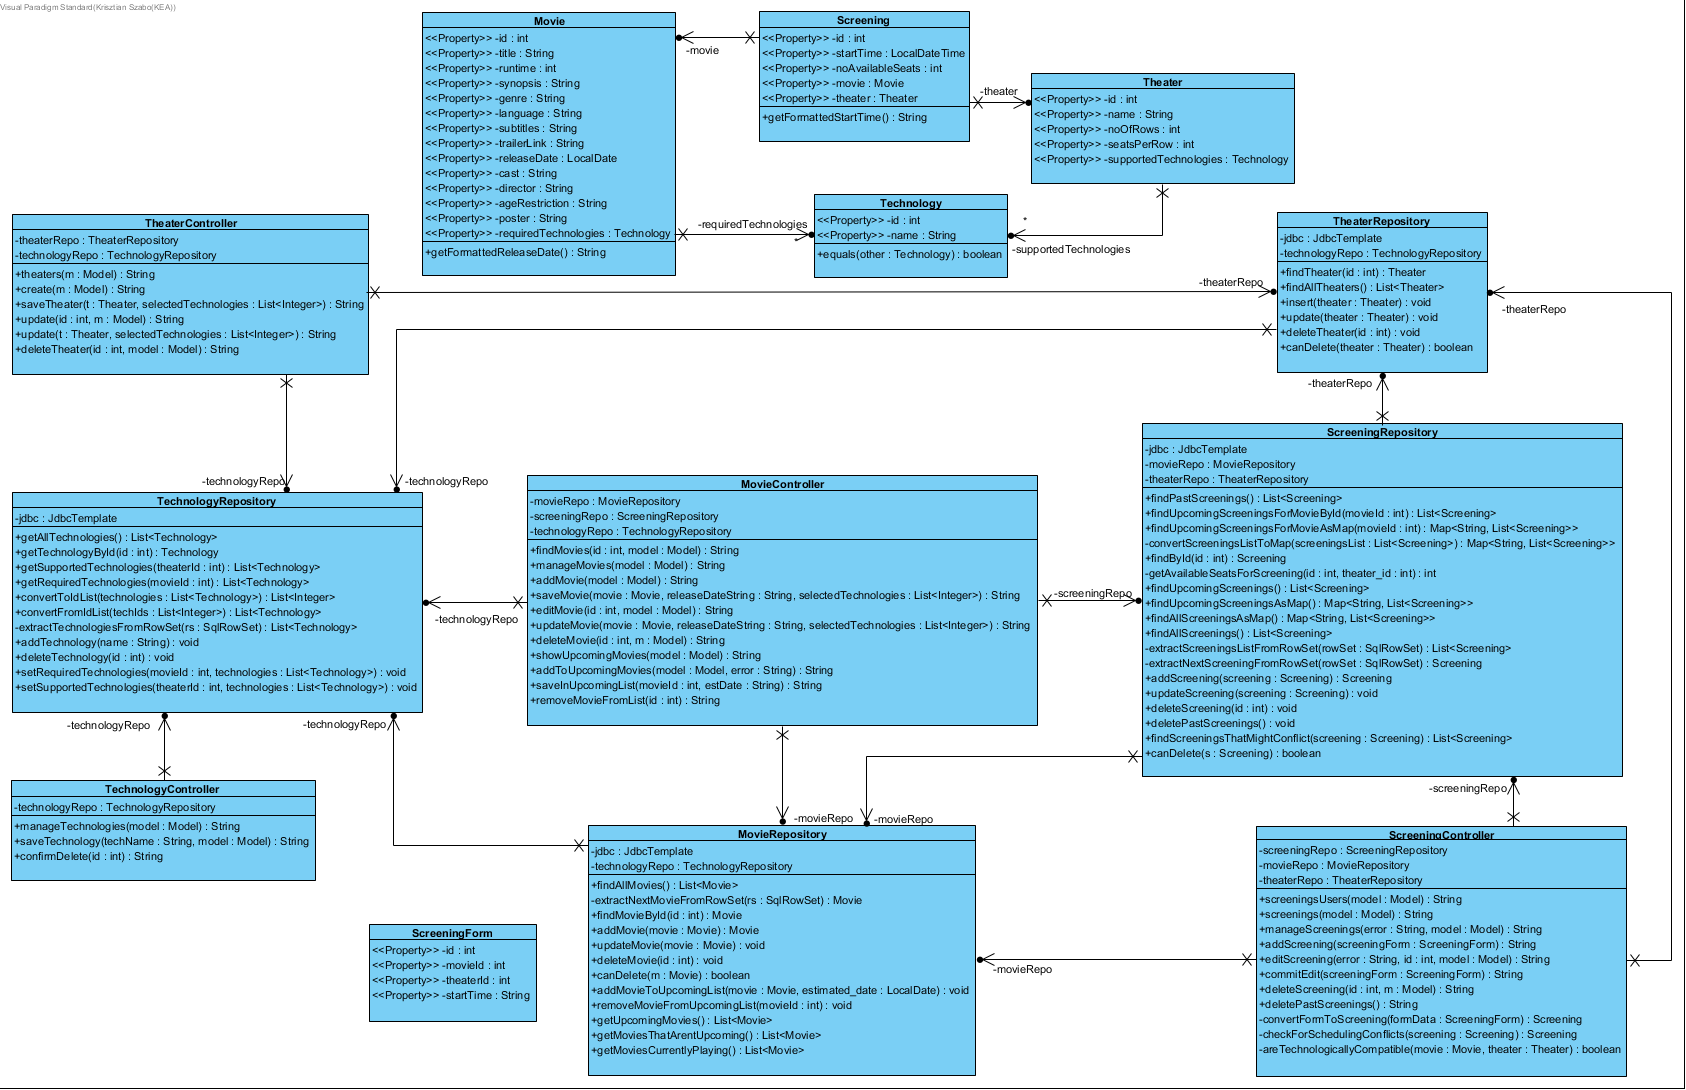 Visual Paradigm Standard(Krisztian Szabo(KEA))
Movie
<<Property>> -id : int
<<Property>> -title : String
<<Property>> -runtime : int
<<Property>> -synopsis : String
<<Property>> -genre : String
<<Property>> -language : String
<<Property>> -subtitles : String
<<Property>> -trailerLink : String
<<Property>> -releaseDate : LocalDate
<<Property>> -cast : String
<<Property>> -director : String
<<Property>> -ageRestriction : String
<<Property>> -poster : String
<<Property>> -requiredTechnologies : Technology
+getFormattedReleaseDate() : String
-movie
Screening
<<Property>> -id : int
<<Property>> -startTime : LocalDateTime
<<Property>> -noAvailableSeats : int
<<Property>> -movie : Movie
<<Property>> -theater : Theater
+getFormattedStartTime() : String
-theater
Theater
<<Property>> -id : int
<<Property>> -name : String
<<Property>> -noOfRows : int
<<Property>> -seatsPerRow : int
<<Property>> -supportedTechnologies : Technology
-requiredTechnologies
*
Technology
<<Property>> -id : int
<<Property>> -name : String
+equals(other : Technology) : boolean
*
-supportedTechnologies
TheaterController
-theaterRepo : TheaterRepository
-technologyRepo : TechnologyRepository
+theaters(m : Model) : String
+create(m : Model) : String
+saveTheater(t : Theater, selectedTechnologies : List<Integer>) : String
+update(id : int, m : Model) : String
+update(t : Theater, selectedTechnologies : List<Integer>) : String
+deleteTheater(id : int, model : Model) : String
-theaterRepo
TheaterRepository
-jdbc : JdbcTemplate
-technologyRepo : TechnologyRepository
+findTheater(id : int) : Theater
+findAllTheaters() : List<Theater>
+insert(theater : Theater) : void
+update(theater : Theater) : void
+deleteTheater(id : int) : void
+canDelete(theater : Theater) : boolean
-theaterRepo
-theaterRepo
-technologyRepo
-technologyRepo
TechnologyRepository
-jdbc : JdbcTemplate
+getAllTechnologies() : List<Technology>
+getTechnologyById(id : int) : Technology
+getSupportedTechnologies(theaterId : int) : List<Technology>
+getRequiredTechnologies(movieId : int) : List<Technology>
+convertToIdList(technologies : List<Technology>) : List<Integer>
+convertFromIdList(techIds : List<Integer>) : List<Technology>
-extractTechnologiesFromRowSet(rs : SqlRowSet) : List<Technology>
+addTechnology(name : String) : void
+deleteTechnology(id : int) : void
+setRequiredTechnologies(movieId : int, technologies : List<Technology>) : void
+setSupportedTechnologies(theaterId : int, technologies : List<Technology>) : void
-technologyRepo
MovieController
-movieRepo : MovieRepository
-screeningRepo : ScreeningRepository
-technologyRepo : TechnologyRepository
+findMovies(id : int, model : Model) : String
+manageMovies(model : Model) : String
+addMovie(model : Model) : String
+saveMovie(movie : Movie, releaseDateString : String, selectedTechnologies : List<Integer>) : String
+editMovie(id : int, model : Model) : String
+updateMovie(movie : Movie, releaseDateString : String, selectedTechnologies : List<Integer>) : String
+deleteMovie(id : int, m : Model) : String
+showUpcomingMovies(model : Model) : String
+addToUpcomingMovies(model : Model, error : String) : String
+saveInUpcomingList(movieId : int, estDate : String) : String
+removeMovieFromList(id : int) : String
-screeningRepo
ScreeningRepository
-jdbc : JdbcTemplate
-movieRepo : MovieRepository
-theaterRepo : TheaterRepository
+findPastScreenings() : List<Screening>
+findUpcomingScreeningsForMovieById(movieId : int) : List<Screening>
+findUpcomingScreeningsForMovieAsMap(movieId : int) : Map<String, List<Screening>>
-convertScreeningsListToMap(screeningsList : List<Screening>) : Map<String, List<Screening>>
+findById(id : int) : Screening
-getAvailableSeatsForScreening(id : int, theater_id : int) : int
+findUpcomingScreenings() : List<Screening>
+findUpcomingScreeningsAsMap() : Map<String, List<Screening>>
+findAllScreeningsAsMap() : Map<String, List<Screening>>
+findAllScreenings() : List<Screening>
-extractScreeningsListFromRowSet(rowSet : SqlRowSet) : List<Screening>
-extractNextScreeningFromRowSet(rowSet : SqlRowSet) : Screening
+addScreening(screening : Screening) : Screening
+updateScreening(screening : Screening) : void
+deleteScreening(id : int) : void
+deletePastScreenings() : void
+findScreeningsThatMightConflict(screening : Screening) : List<Screening>
+canDelete(s : Screening) : boolean
-technologyRepo
-technologyRepo
TechnologyController
-technologyRepo : TechnologyRepository
+manageTechnologies(model : Model) : String
+saveTechnology(techName : String, model : Model) : String
+confirmDelete(id : int) : String
-movieRepo
-movieRepo
MovieRepository
-jdbc : JdbcTemplate
-technologyRepo : TechnologyRepository
+findAllMovies() : List<Movie>
-extractNextMovieFromRowSet(rs : SqlRowSet) : Movie
+findMovieById(id : int) : Movie
+addMovie(movie : Movie) : Movie
+updateMovie(movie : Movie) : void
+deleteMovie(id : int) : void
+canDelete(m : Movie) : boolean
+addMovieToUpcomingList(movie : Movie, estimated_date : LocalDate) : void
+removeMovieFromUpcomingList(movieId : int) : void
+getUpcomingMovies() : List<Movie>
+getMoviesThatArentUpcoming() : List<Movie>
+getMoviesCurrentlyPlaying() : List<Movie>
-movieRepo
-screeningRepo
ScreeningController
-screeningRepo : ScreeningRepository
-movieRepo : MovieRepository
-theaterRepo : TheaterRepository
+screeningsUsers(model : Model) : String
+screenings(model : Model) : String
+manageScreenings(error : String, model : Model) : String
+addScreening(screeningForm : ScreeningForm) : String
+editScreening(error : String, id : int, model : Model) : String
+commitEdit(screeningForm : ScreeningForm) : String
+deleteScreening(id : int, m : Model) : String
+deletePastScreenings() : String
-convertFormToScreening(formData : ScreeningForm) : Screening
-checkForSchedulingConflicts(screening : Screening) : Screening
-areTechnologicallyCompatible(movie : Movie, theater : Theater) : boolean
ScreeningForm
<<Property>> -id : int
<<Property>> -movieId : int
<<Property>> -theaterId : int
<<Property>> -startTime : String